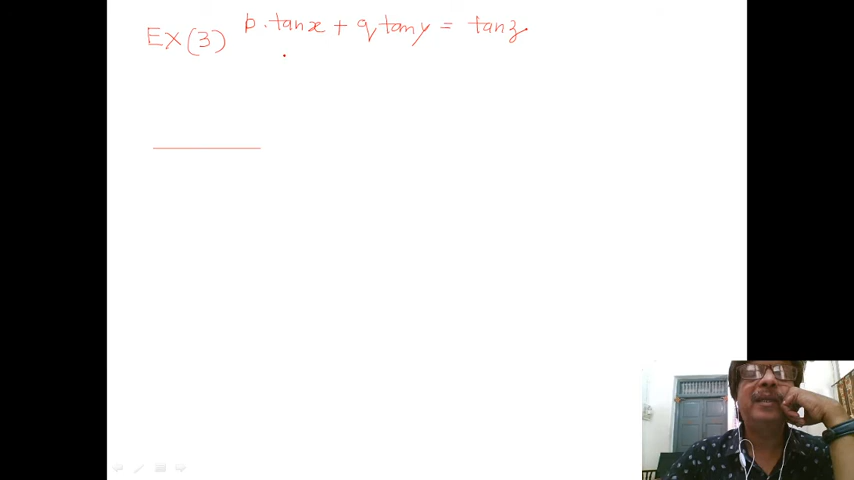 EX(3) p.tanx + q tany = tanz.